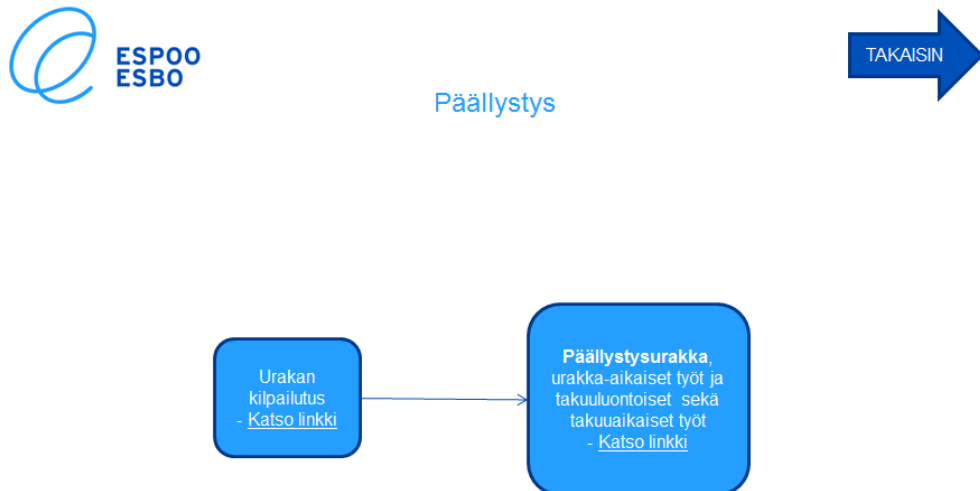 ESPOO
ESBO
TAKAISIN
Päällystys
Urakan
kilpailutus
- Katso linkki
Päällystysurakka,
urakka-aikaiset työt ja
takuuluontoiset sekä
takuuaikaiset työt
- Katso linkki